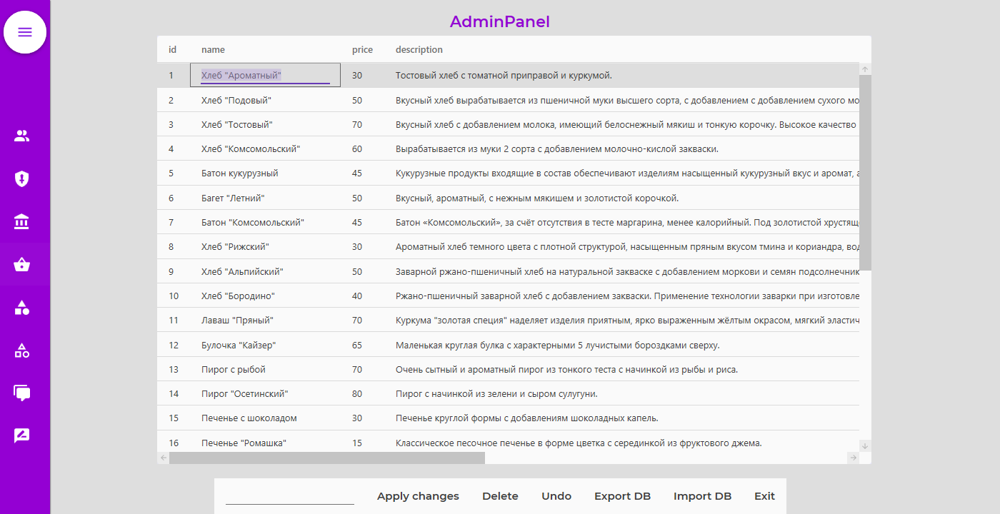 AdminPanel
id name price description
1 Хлеб "Ароматный" 30 Тостовый хлеб с томатной приправой и куркумой.
2 Хлеб "Подовый" 50 Вкусный хлеб вырабатывается из пшеничной муки высшего сорта, с добавлением с добавлением сухого мо
3 Хлеб "Тостовый" 70 Вкусный хлеб с добавлением молока, имеющий белоснежный мякиш и тонкую корочку. Высокое качество
4 Хлеб "Комсомольский" 60 Вырабатывается из муки 2 сорта с добавлением молочно-кислой закваски.
5 Батон кукурузный 45 Кукурузные продукты входящие в состав обеспечивают изделиям насыщенный кукурузный вкус и аромат, а
6 Багет "Летний" 50 Вкусный, ароматный, с нежным мякишем и золотистой корочкой.
7 Батон "Комсомольский" 45 Батон «Комсомольский», за счёт отсутствия в тесте маргарина, менее калорийный. Под золотистой хрустящ
8 Хлеб "Рижский" 30 Ароматный хлеб темного цвета с плотной структурой, насыщенным пряным вкусом тмина и кориандра, вод
9 Хлеб "Альпийский" 50 Заварной ржано-пшеничный хлеб на натуральной закваске с добавлением моркови и семян подсолнечник
10 Хлеб "Бородино" 40 Ржано-пшеничный заварной хлеб с добавлением закваски. Применение технологии заварки при изготовле
11 Лаваш "Пряный" 70 Куркума "золотая специя" наделяет изделия приятным, ярко выраженным жёлтым окрасом, мягкий эластич
12 Булочка "Кайзер" 65 Маленькая круглая булка с характерными 5 лучистыми бороздками сверху.
13 Пирог с рыбой 70 Очень сытный и ароматный пирог из тонкого теста с начинкой из рыбы и риса.
14 Пирог "Осетинский" 80 Пирог с начинкой из зелени и сыром сулугуни.
15 Печенье с шоколадом 30 Печенье круглой формы с добавлениям шоколадных капель.
16 Печенье "Ромашка" 15 Классическое песочное печенье в форме цветка с серединкой из фруктового джема.
Apply changes Delete Undo Export DB Import DB Exit